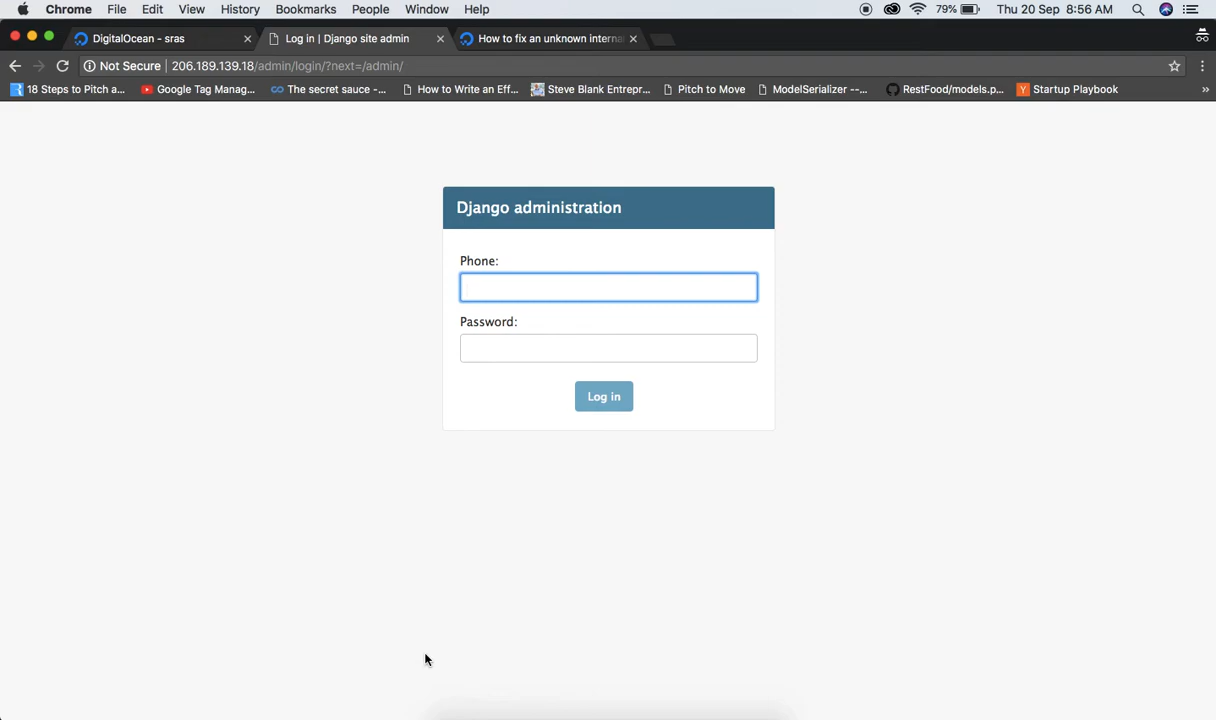 Chrome File Edit View History Bookmarks People Window Help 79% Thu 20 Sep 8:56 AM
DigitalOcean - sras Log in | Django site admin How to fix an unknown interna
Not Secure 206.189.139.18/admin/login/?next=/admin/
18 Steps to Pitch a... Google Tag Manag... The secret sauce -... How to Write an Eff... Steve Blank Entrepr... Pitch to Move ModelSerializer --... RestFood/models.p... Y Startup Playbook »
Django administration
Phone:
Password:
Log in